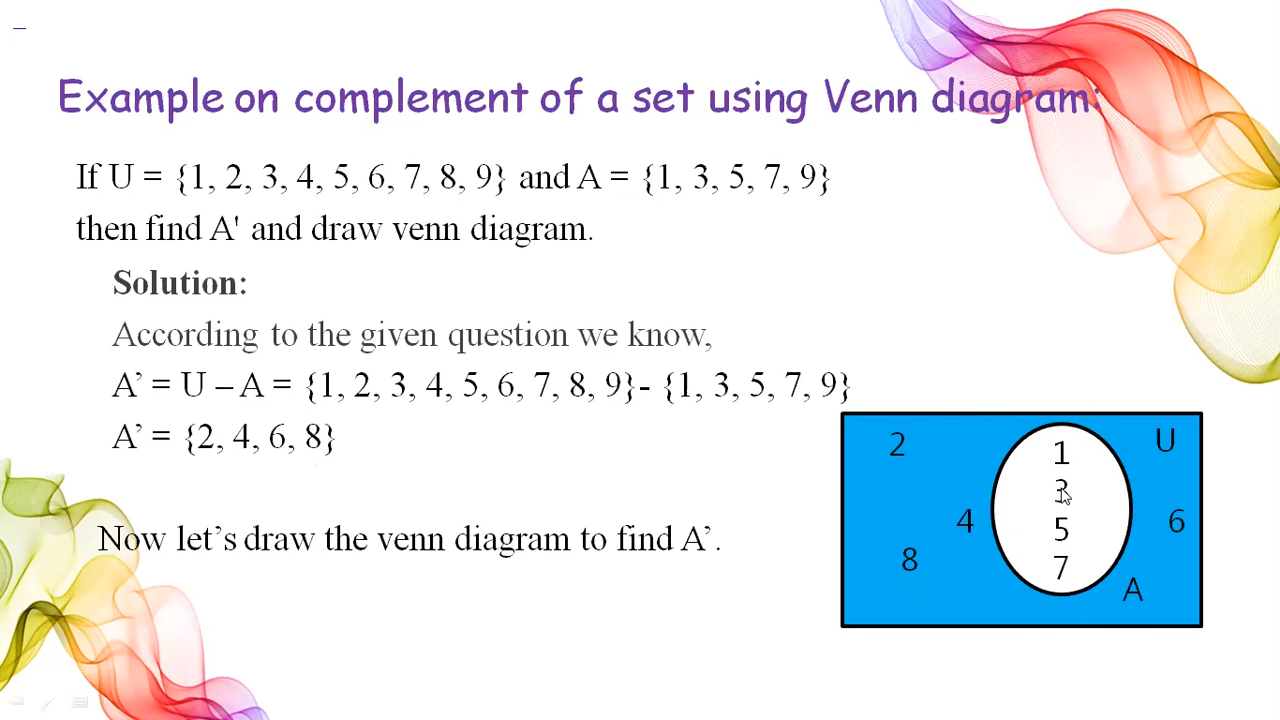 Example on complement of a set using Venn diagram:
If U = {1, 2, 3, 4, 5, 6, 7, 8, 9} and A = {1, 3, 5, 7, 9}
then find A' and draw venn diagram.
Solution:
According to the given question we know,
A’ = U – A = {1, 2, 3, 4, 5, 6, 7, 8, 9}- {1, 3, 5, 7, 9}
A’ = {2, 4, 6, 8}
Now let’s draw the venn diagram to find A’.
2
1
U
3
4
5
6
8
7
A